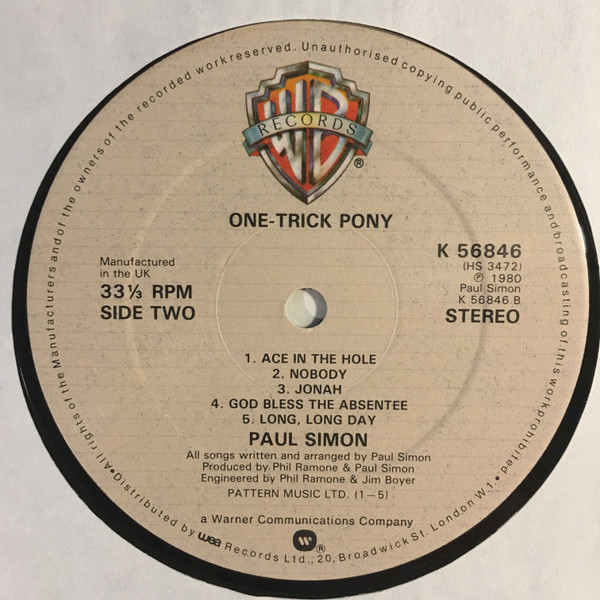 WB
RECORDS
®
ONE-TRICK PONY
Manufactured
in the UK
33⅓ RPM
SIDE TWO
K 56846
(HS 3472)
℗ 1980
Paul Simon
K 56846 B
STEREO
1. ACE IN THE HOLE
2. NOBODY
3. JONAH
4. GOD BLESS THE ABSENTEE
5. LONG, LONG DAY
PAUL SIMON
All songs written and arranged by Paul Simon
Produced by Phil Ramone & Paul Simon
Engineered by Phil Ramone & Jim Boyer
PATTERN MUSIC LTD. (1—5)
a Warner Communications Company
®
•All rights of the Manufacturers and of the owners of the recorded work reserved. Unauthorised copying public performance and broadcasting of this work prohibited.•
Distributed by wea Records Ltd., 20, Broadwick St. London W1.